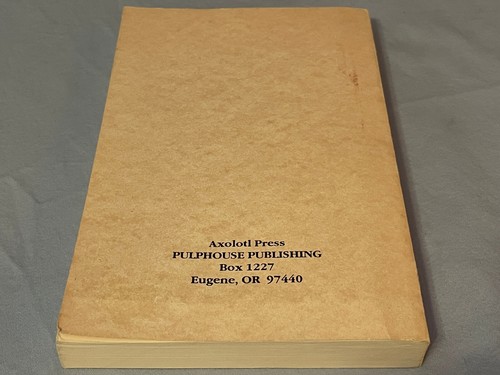 Axolotl Press
PULPHOUSE PUBLISHING
Box 1227
Eugene, OR 97440